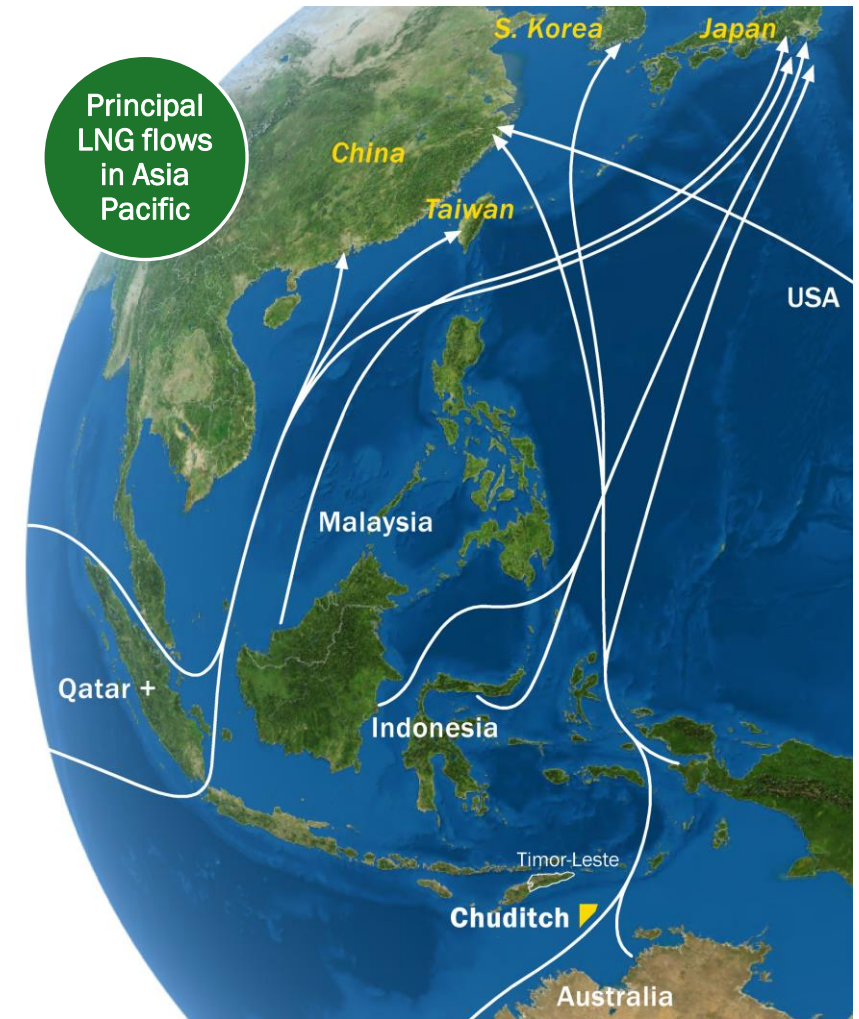 Principal
LNG flows
in Asia
Pacific
S. Korea
Japan
China
Taiwan
USA
Malaysia
Qatar +
Indonesia
Timor-Leste
Chuditch
Australia